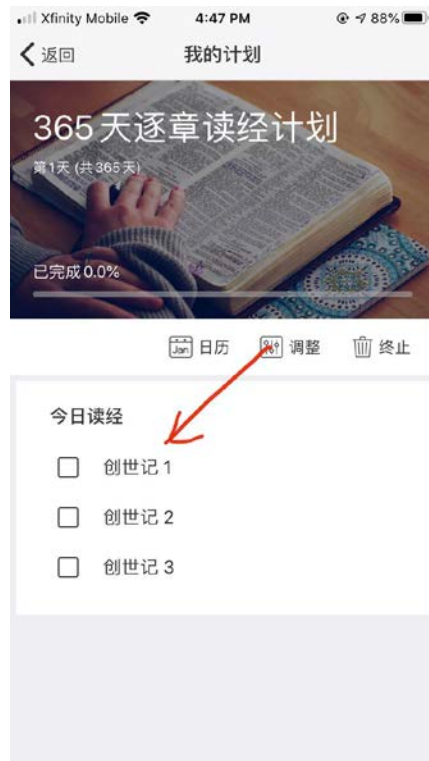 Xfinity Mobile 4:47 PM 88%
返回 我的计划
365天逐章读经计划
第1天 (共365天)
已完成 0.0%
Jan 日历 调整 终止
今日读经
创世记 1
创世记 2
创世记 3